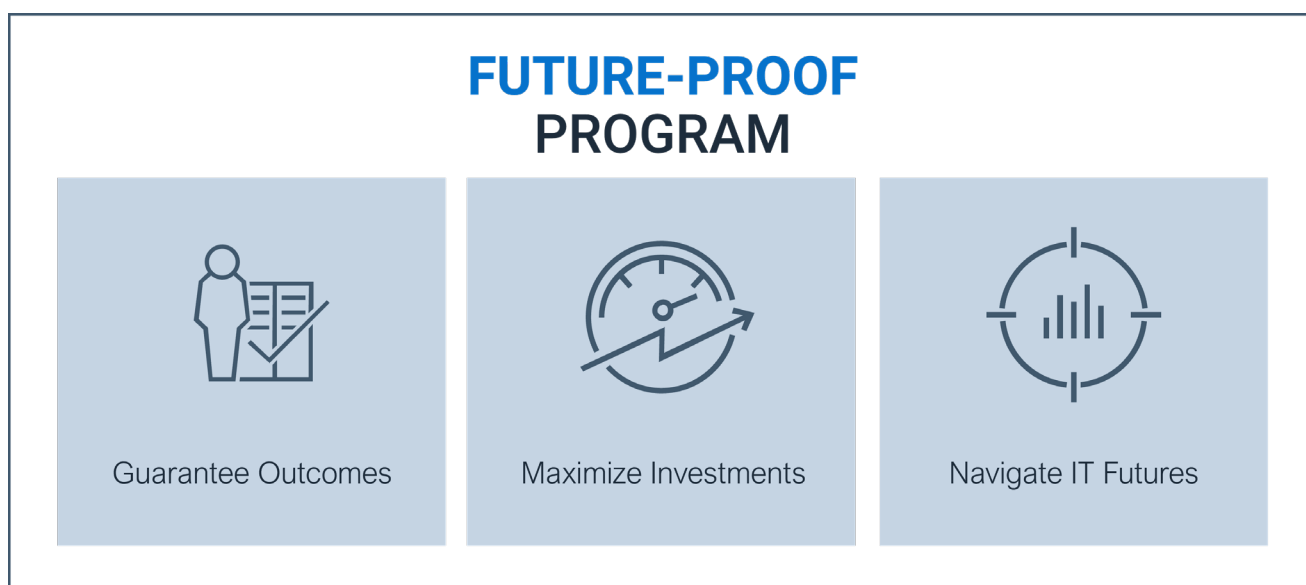 FUTURE-PROOF
PROGRAM
Guarantee Outcomes
Maximize Investments
Navigate IT Futures